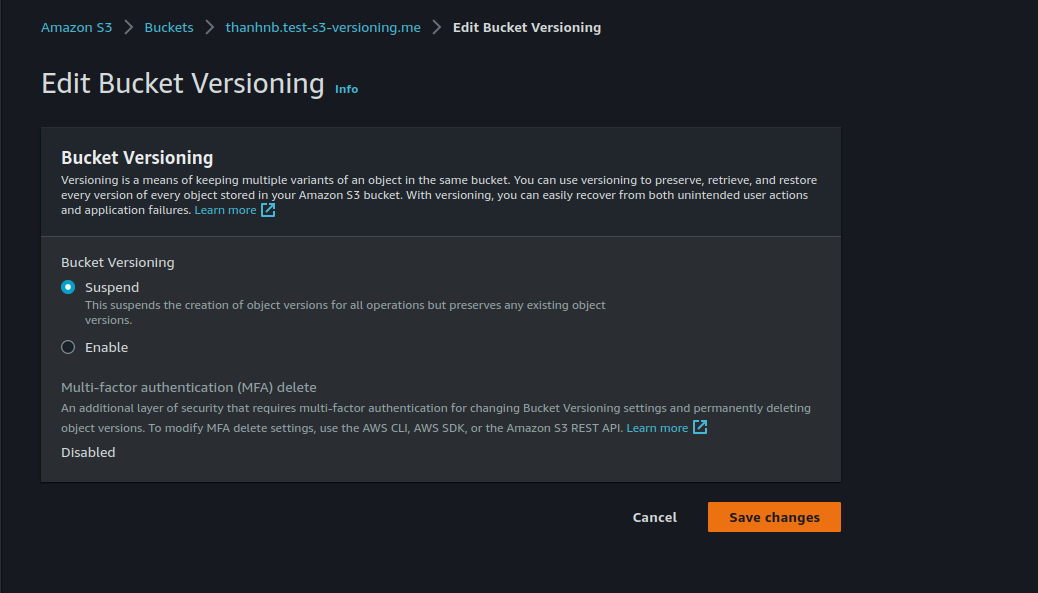 Amazon S3 > Buckets > thanhnb.test-s3-versioning.me > Edit Bucket Versioning
Edit Bucket Versioning Info
Bucket Versioning
Versioning is a means of keeping multiple variants of an object in the same bucket. You can use versioning to preserve, retrieve, and restore
every version of every object stored in your Amazon S3 bucket. With versioning, you can easily recover from both unintended user actions
and application failures. Learn more
Bucket Versioning
Suspend
This suspends the creation of object versions for all operations but preserves any existing object
versions.
Enable
Multi-factor authentication (MFA) delete
An additional layer of security that requires multi-factor authentication for changing Bucket Versioning settings and permanently deleting
object versions. To modify MFA delete settings, use the AWS CLI, AWS SDK, or the Amazon S3 REST API. Learn more
Disabled
Cancel Save changes